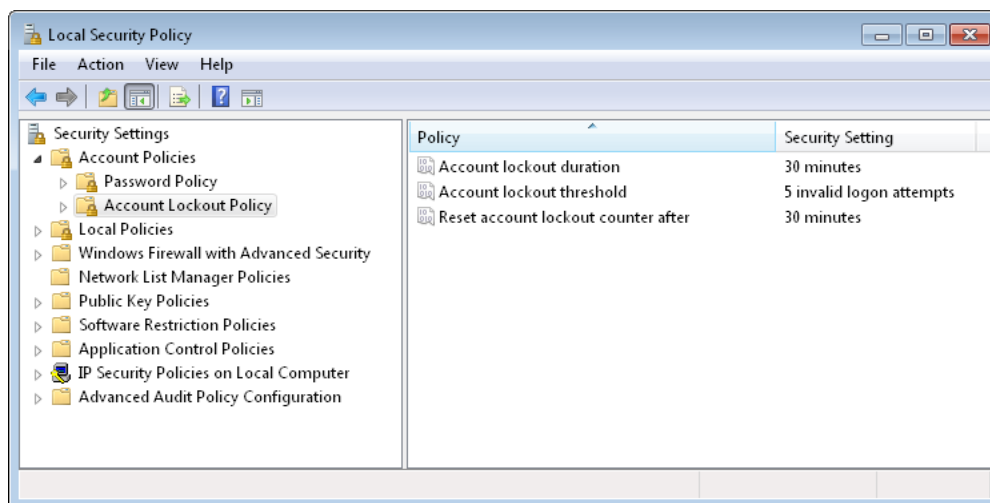 Local Security Policy
File Action View Help
Security Settings
Account Policies
Password Policy
Account Lockout Policy
Local Policies
Windows Firewall with Advanced Security
Network List Manager Policies
Public Key Policies
Software Restriction Policies
Application Control Policies
IP Security Policies on Local Computer
Advanced Audit Policy Configuration
Policy Security Setting
Account lockout duration 30 minutes
Account lockout threshold 5 invalid logon attempts
Reset account lockout counter after 30 minutes